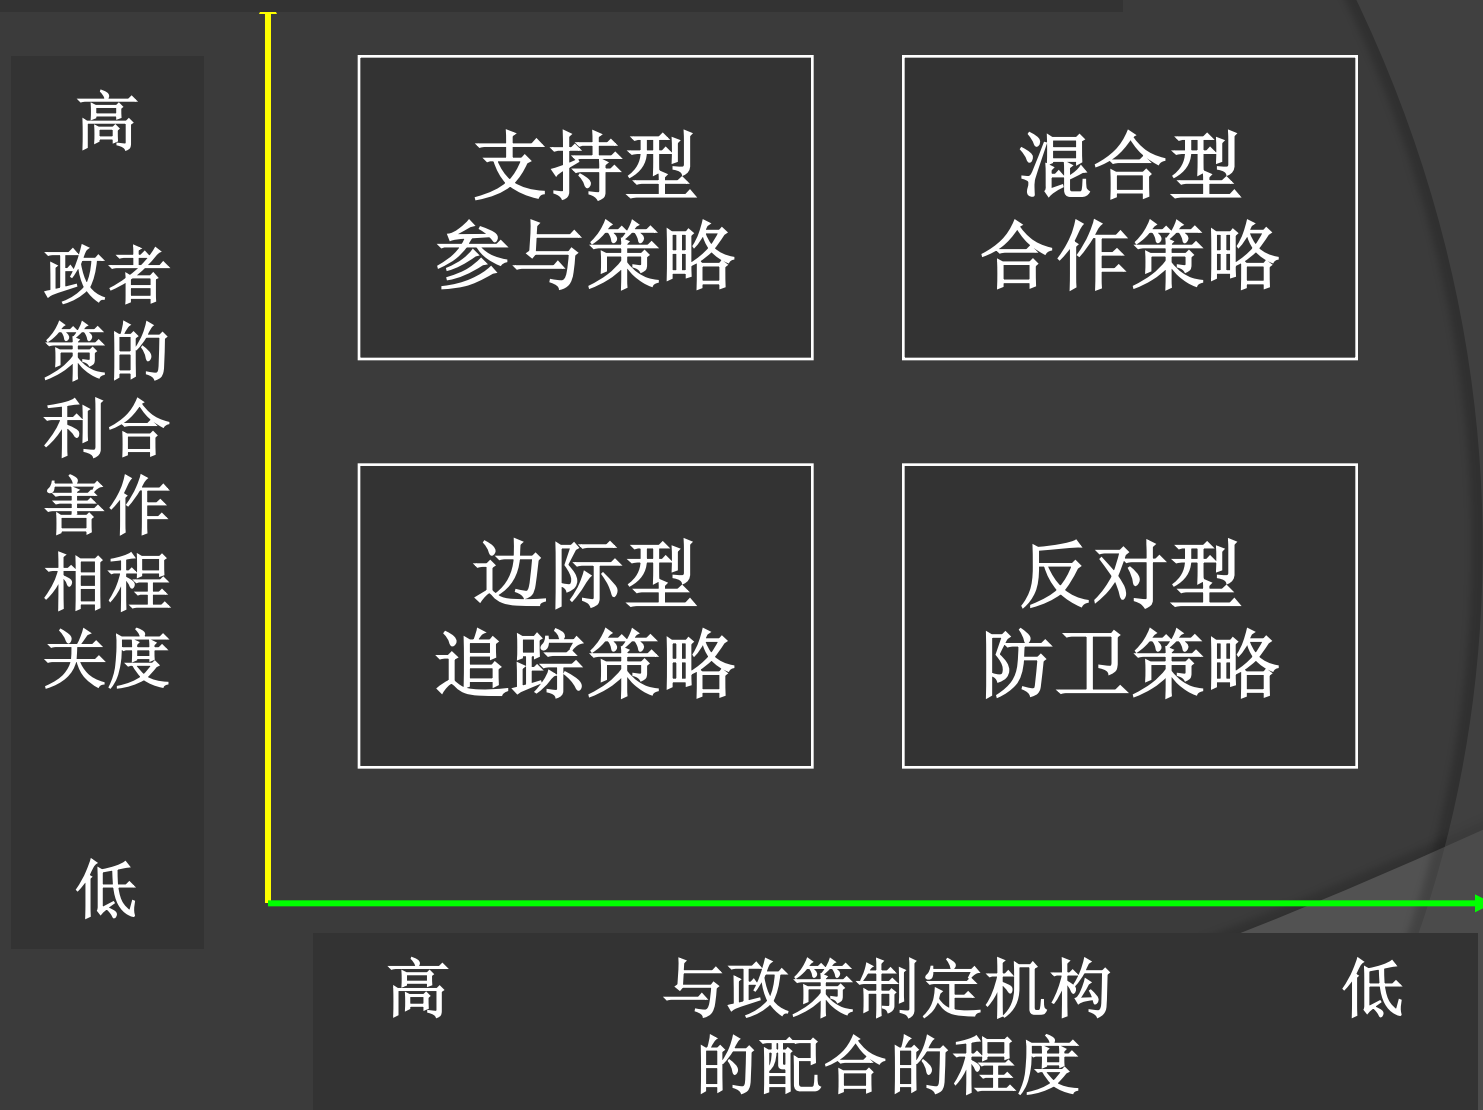 高
政者
策的
利合
害作
相程
关度
低
支持型
参与策略
混合型
合作策略
边际型
追踪策略
反对型
防卫策略
高 与政策制定机构 低
的配合的程度